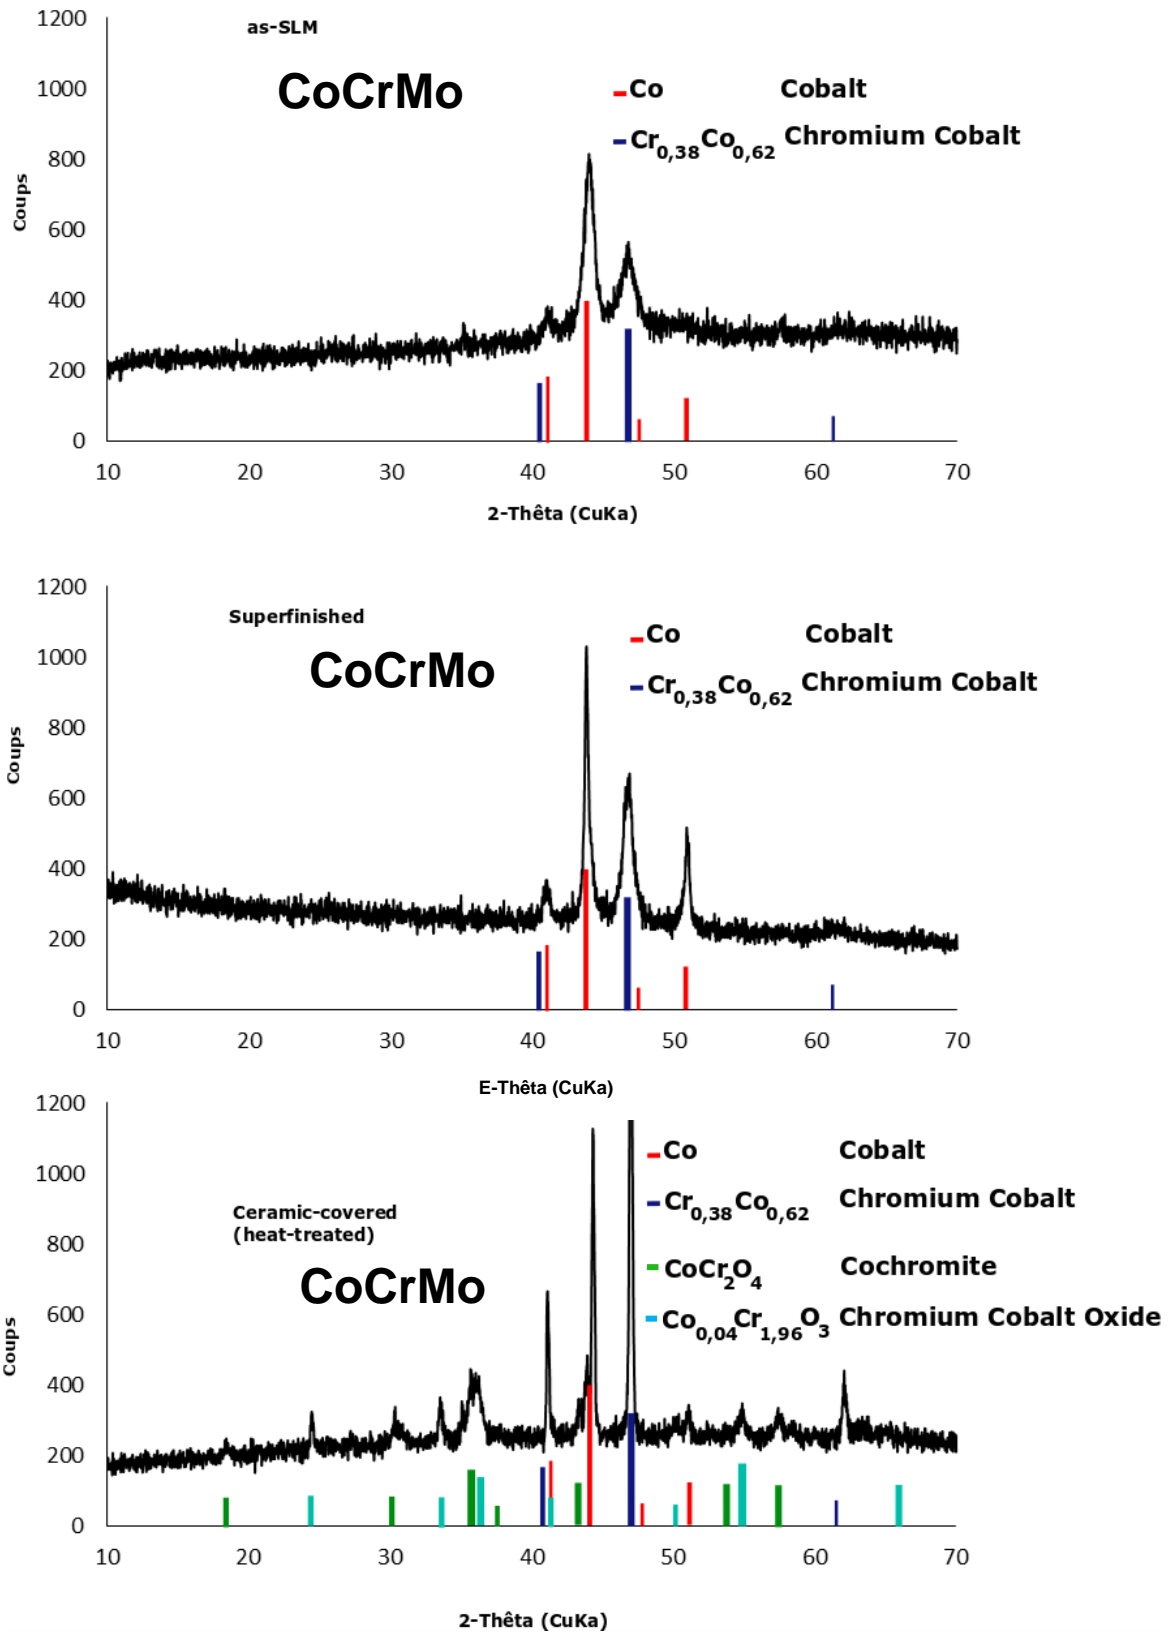 1200
as-SLM
CoCrMo
1000
Co Cobalt
Cr0,38Co0,62 Chromium Cobalt
800
Coups
600
400
200
0
10 20 30 40 50 60 70
2-Thêta (CuKa)
1200
Superfinished
Co Cobalt
1000
CoCrMo
Cr0,38Co0,62 Chromium Cobalt
800
Coups
600
400
200
0
10 20 30 40 50 60 70
E-Thêta (CuKa)
1200
Co Cobalt
1000
Cr0,38Co0,62 Chromium Cobalt
Ceramic-covered
(heat-treated)
800
CoCr2O4 Cochromite
CoCrMo
600
Co0,04Cr1,96O3 Chromium Cobalt Oxide
Coups
400
200
0
10 20 30 40 50 60 70
2-Thêta (CuKa)